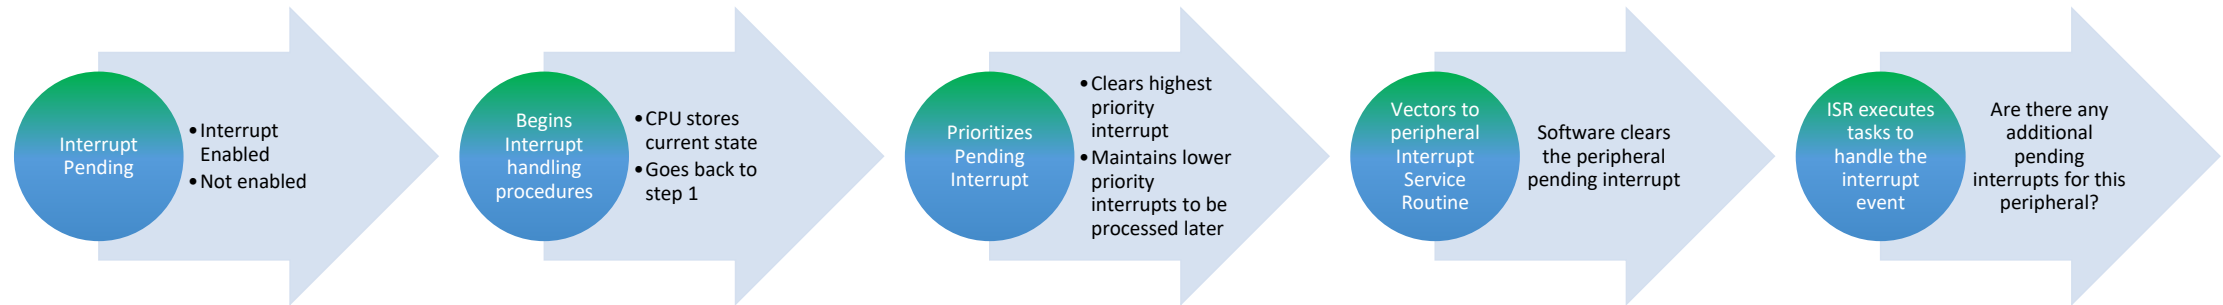 Interrupt
Pending
•Interrupt
Enabled
•Not enabled
Begins
Interrupt
handling
procedures
•CPU stores
current state
•Goes back to
step 1
Prioritizes
Pending
Interrupt
•Clears highest
priority
interrupt
•Maintains lower
priority
interrupts to be
processed later
Vectors to
peripheral
Interrupt
Service
Routine
Software clears
the peripheral
pending interrupt
ISR executes
tasks to
handle the
interrupt
event
Are there any
additional
pending
interrupts for this
peripheral?